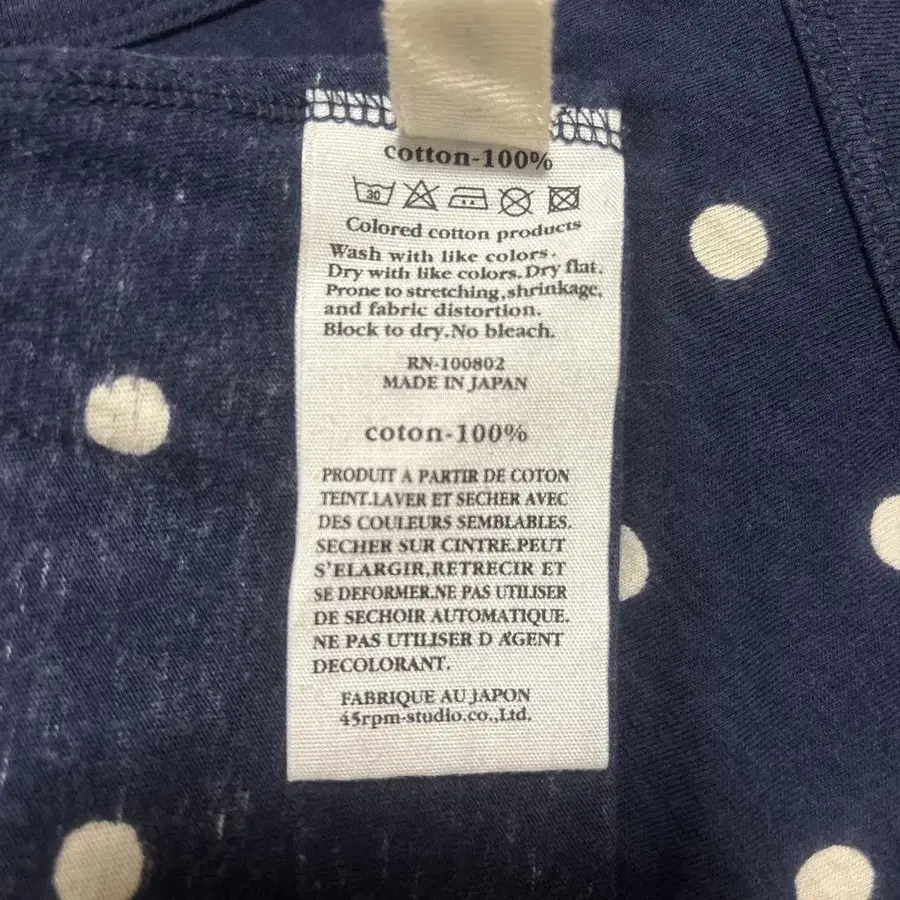 cotton-100%
30
Colored cotton products
Wash with like colors.
Dry with like colors. Dry flat.
Prone to stretching, shrinkage,
and fabric distortion.
Block to dry. No bleach.
RN-100802
MADE IN JAPAN
coton-100%
PRODUIT A PARTIR DE COTON
TEINT.LAVER ET SECHER AVEC
DES COULEURS SEMBLABLES.
SECHER SUR CINTRE.PEUT
S'ELARGIR,RETRECIR ET
SE DEFORMER.NE PAS UTILISER
DE SECHOIR AUTOMATIQUE.
NE PAS UTILISER D'AGENT
DECOLORANT.
FABRIQUE AU JAPON
45rpm-studio.co.,Ltd.